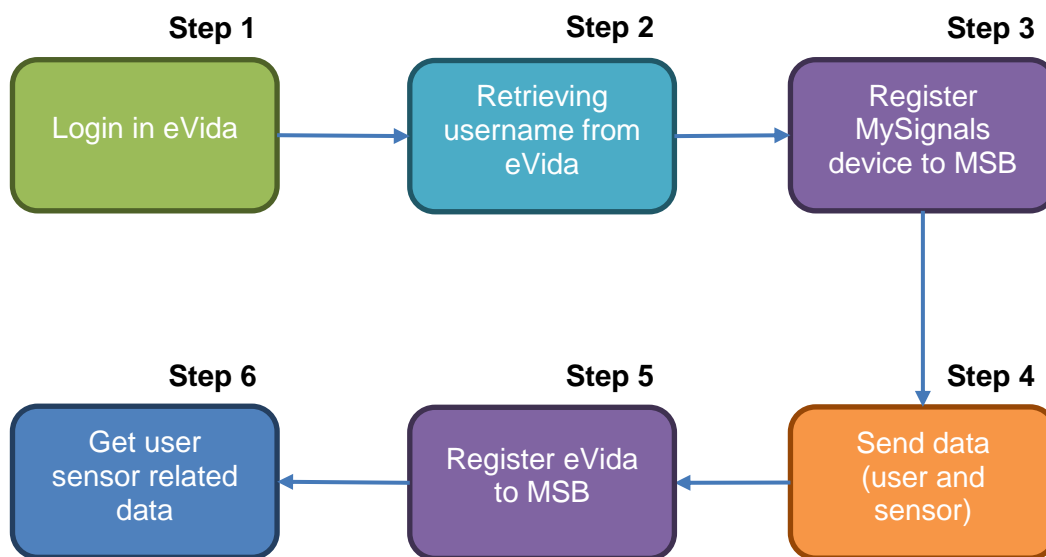 Step 1
Login in eVida
Step 2
Retrieving
username from
eVida
Step 3
Register
MySignals
device to MSB
Step 4
Send data
(user and
sensor)
Step 5
Register eVida
to MSB
Step 6
Get user
sensor related
data